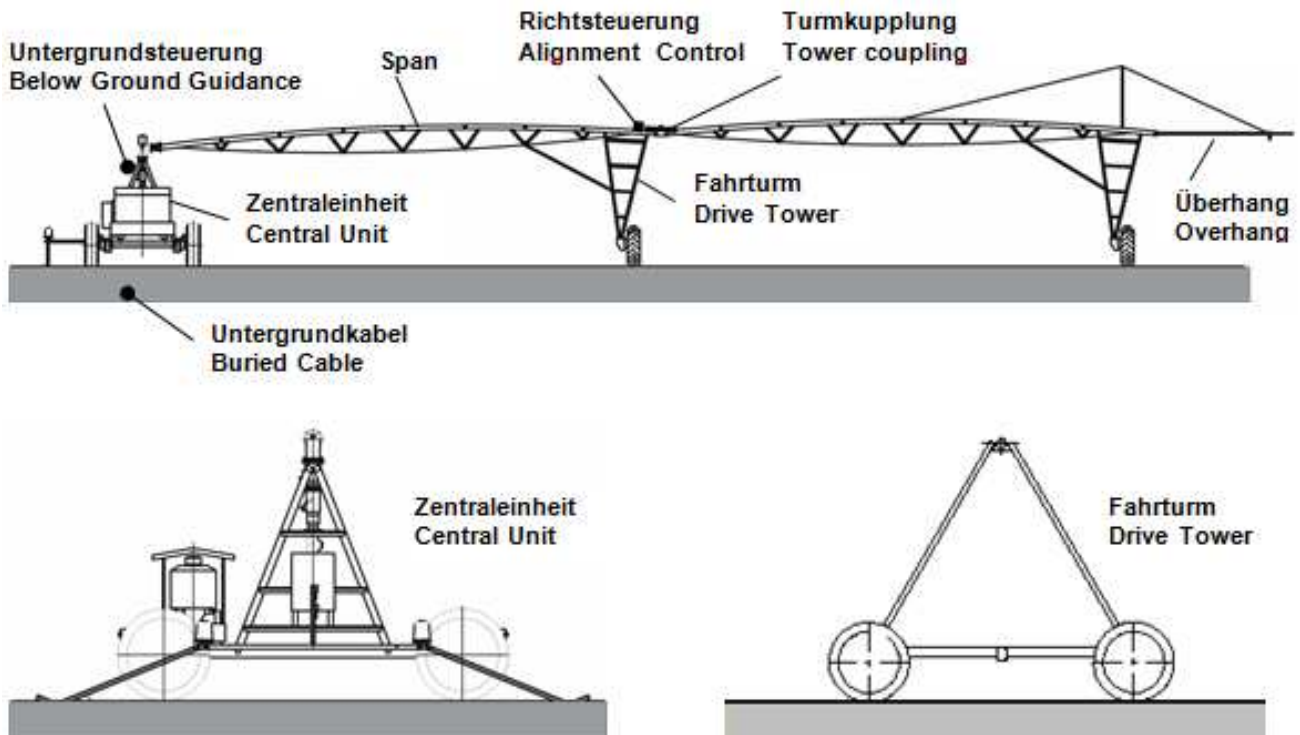 Untergrundsteuerung
Below Ground Guidance
Span
Richtsteuerung
Alignment Control
Turmkupplung
Tower coupling
Zentraleinheit
Central Unit
Fahrturm
Drive Tower
Überhang
Overhang
Untergrundkabel
Buried Cable
Zentraleinheit
Central Unit
Fahrturm
Drive Tower